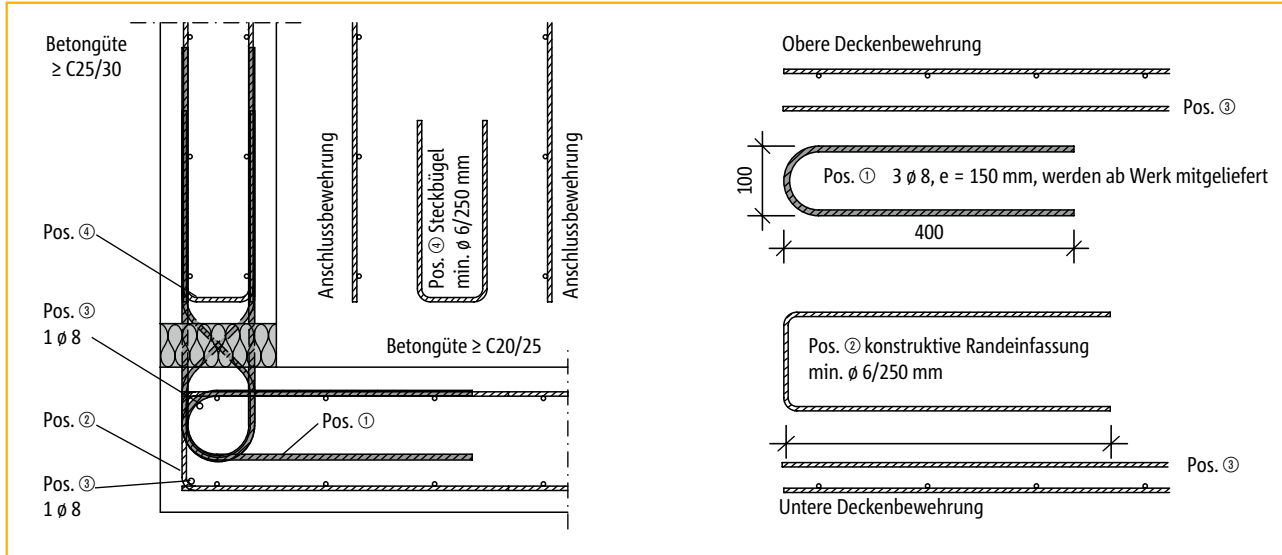 Betongüte
≥ C25/30
Pos. ④
Pos. ③
1 ø 8
Pos. ②
Pos. ③
1 ø 8
Anschlussbewehrung
Pos. ④ Steckbügel
min. ø 6/250 mm
Anschlussbewehrung
Betongüte ≥ C20/25
Pos. ①
Obere Deckenbewehrung
Pos. ③
100
Pos. ① 3 ø 8, e = 150 mm, werden ab Werk mitgeliefert
400
Pos. ② konstruktive Randeinfassung
min. ø 6/250 mm
Pos. ③
Untere Deckenbewehrung